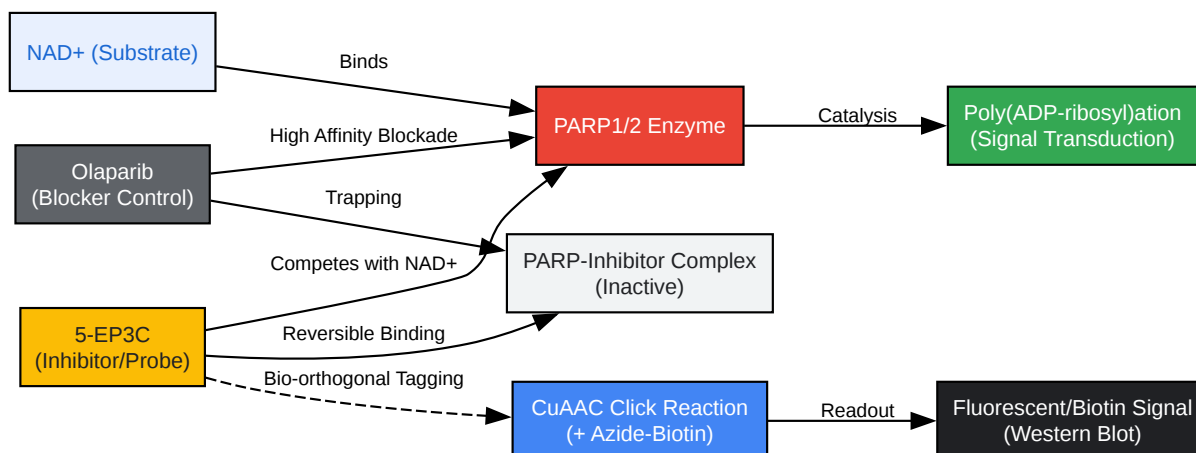 NAD+ (Substrate)
Binds
High Affinity Blockade
PARP1/2 Enzyme
Catalysis
Poly(ADP-ribosyl)ation
(Signal Transduction)
Olaparib
(Blocker Control)
Trapping
Competes with NAD+
PARP-Inhibitor Complex
(Inactive)
5-EP3C
(Inhibitor/Probe)
Reversible Binding
Bio-orthogonal Tagging
CuAAC Click Reaction
(+ Azide-Biotin)
Readout
Fluorescent/Biotin Signal
(Western Blot)